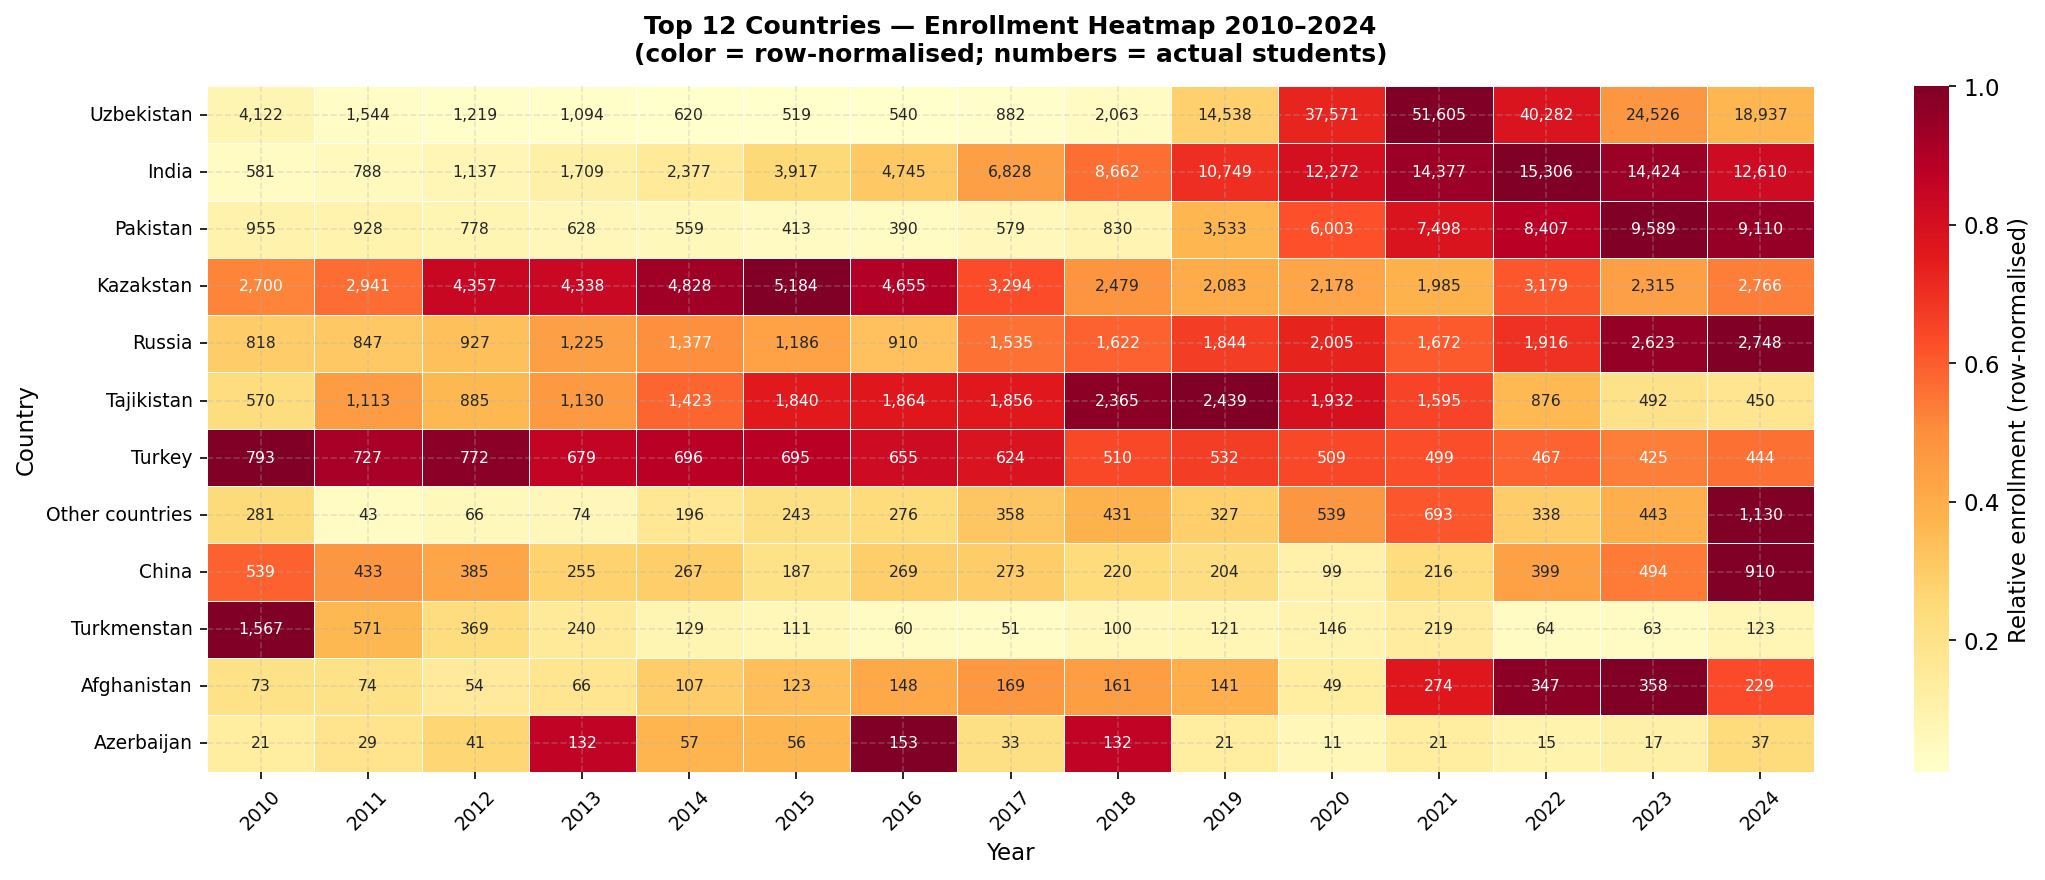 Top 12 Countries — Enrollment Heatmap 2010–2024
(color = row-normalised; numbers = actual students)
Country
Uzbekistan 4,122 1,544 1,219 1,094 620 519 540 882 2,063 14,538 37,571 51,605 40,282 24,526 18,937
India 581 788 1,137 1,709 2,377 3,917 4,745 6,828 8,662 10,749 12,272 14,377 15,306 14,424 12,610
Pakistan 955 928 778 628 559 413 390 579 830 3,533 6,003 7,498 8,407 9,589 9,110
Kazakstan 2,700 2,941 4,357 4,338 4,828 5,184 4,655 3,294 2,479 2,083 2,178 1,985 3,179 2,315 2,766
Russia 818 847 927 1,225 1,377 1,186 910 1,535 1,622 1,844 2,005 1,672 1,916 2,623 2,748
Tajikistan 570 1,113 885 1,130 1,423 1,840 1,864 1,856 2,365 2,439 1,932 1,595 876 492 450
Turkey 793 727 772 679 696 695 655 624 510 532 509 499 467 425 444
Other countries 281 43 66 74 196 243 276 358 431 327 539 693 338 443 1,130
China 539 433 385 255 267 187 269 273 220 204 99 216 399 494 910
Turkmenstan 1,567 571 369 240 129 111 60 51 100 121 146 219 64 63 123
Afghanistan 73 74 54 66 107 123 148 169 161 141 49 274 347 358 229
Azerbaijan 21 29 41 132 57 56 153 33 132 21 11 21 15 17 37
2010 2011 2012 2013 2014 2015 2016 2017 2018 2019 2020 2021 2022 2023 2024
Year
1.0
0.8
0.6
0.4
0.2
Relative enrollment (row-normalised)